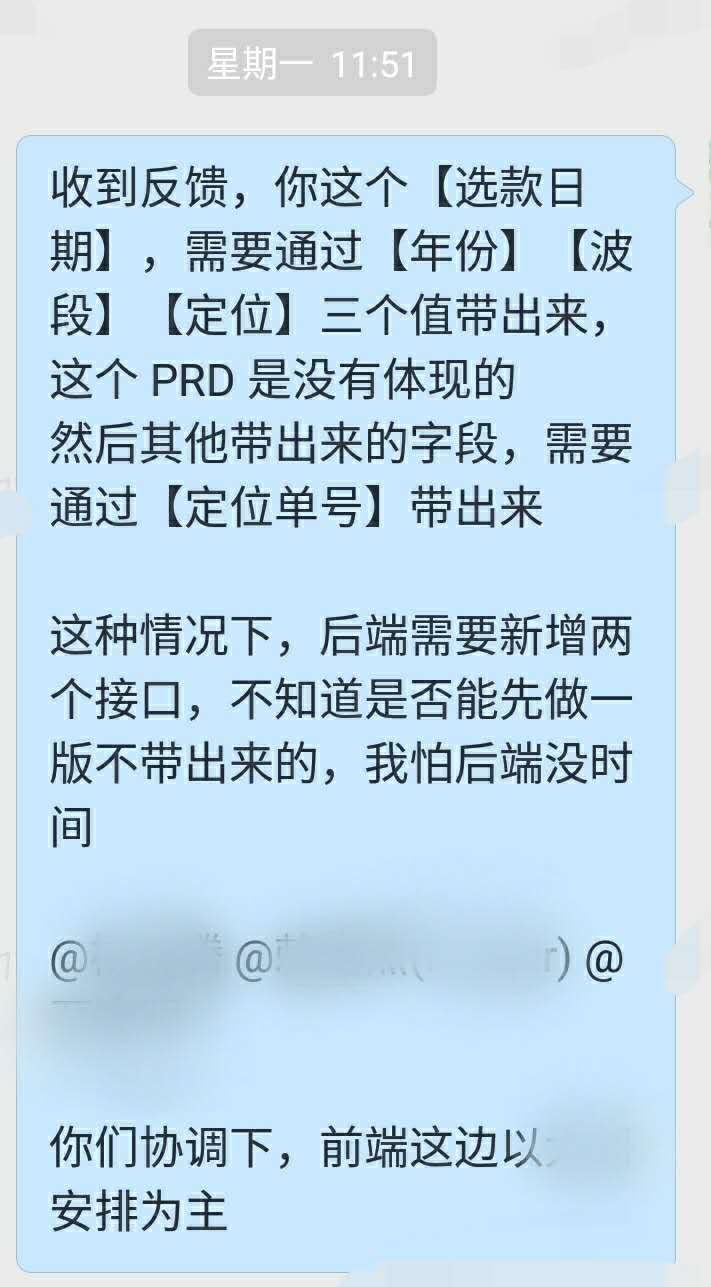 星期一 11:51
收到反馈，你这个【选款日
期】，需要通过【年份】【波
段】【定位】三个值带出来，
这个 PRD 是没有体现的
然后其他带出来的字段，需要
通过【定位单号】带出来
这种情况下，后端需要新增两
个接口，不知道是否能先做一
版不带出来的，我怕后端没时
间
@ @ r) @
你们协调下，前端这边以
安排为主